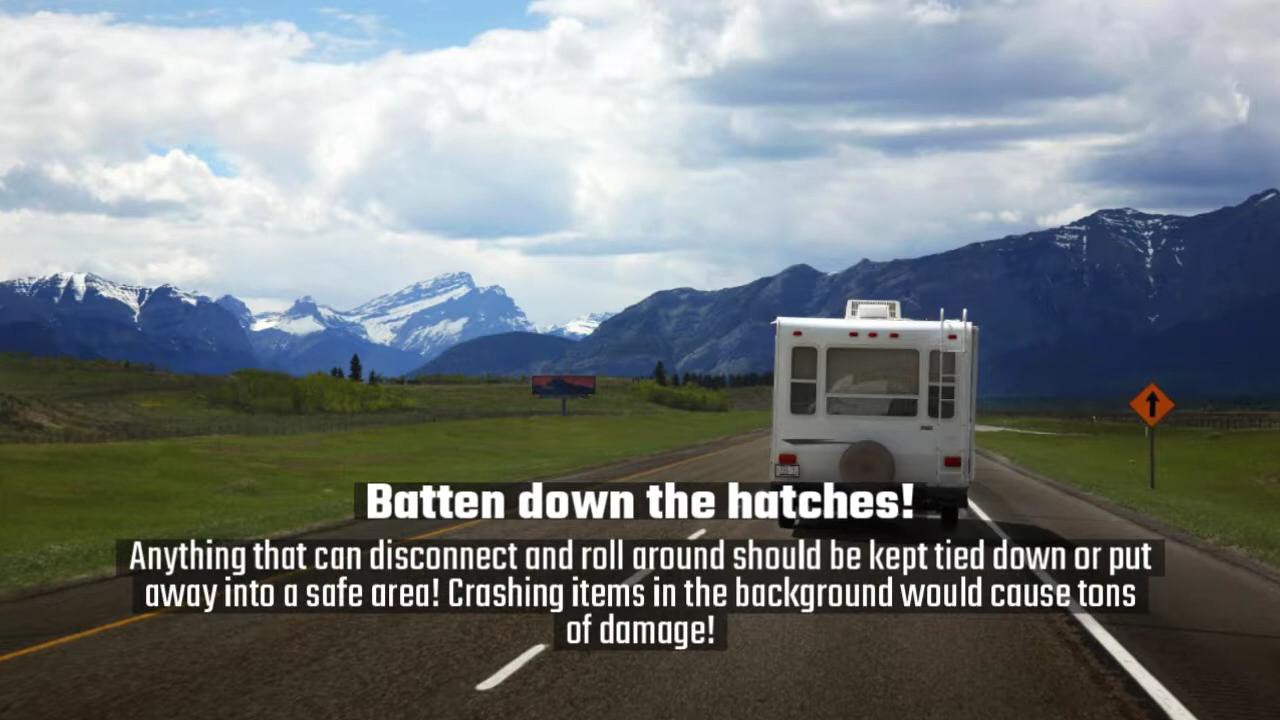 Batten down the hatches!
Anything that can disconnect and roll around should be kept tied down or put
away into a safe area! Crashing items in the background would cause tons
of damage!